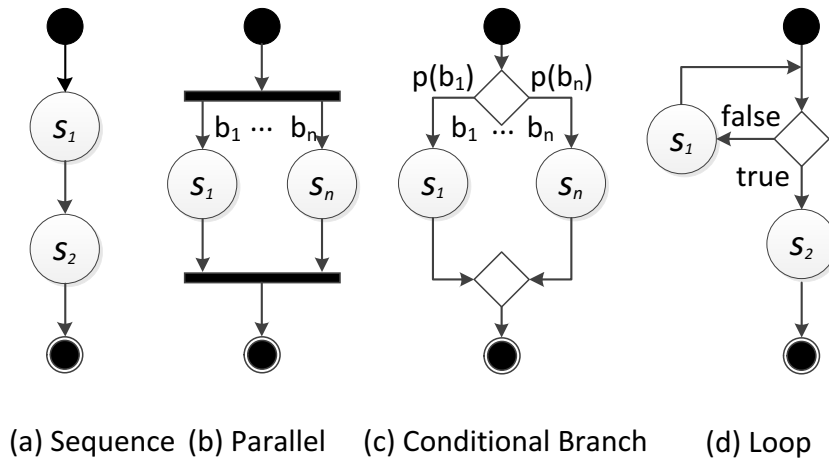 s1
s2
b1 ... bn
s1
sn
p(b1) p(bn)
b1 ... bn
s1
sn
false
s1
true
s2
(a) Sequence (b) Parallel (c) Conditional Branch (d) Loop